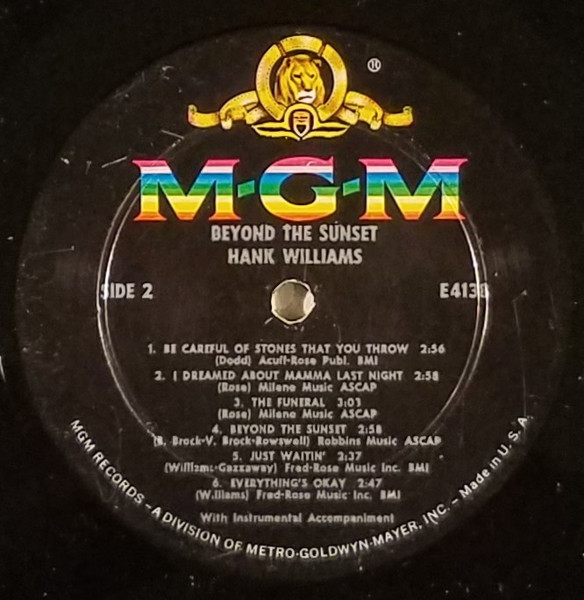 ®
M-G-M
BEYOND THE SUNSET
HANK WILLIAMS
SIDE 2
E4138
1. BE CAREFUL OF STONES THAT YOU THROW 2:56
(Dodd) Acuff-Rose Publ. BMI
2. I DREAMED ABOUT MAMMA LAST NIGHT 2:58
(Rose) Milene Music ASCAP
3. THE FUNERAL 3:03
(Rose) Milene Music ASCAP
4. BEYOND THE SUNSET 2:58
(B. Brock-V. Brock-Rowswell) Robbins Music ASCAP
5. JUST WAITIN' 2:37
(Williams-Gazzaway) Fred-Rose Music Inc. BMI
6. EVERYTHING'S OKAY 2:47
(Williams) Fred-Rose Music Inc. BMI
With Instrumental Accompaniment
MGM RECORDS – A DIVISION OF METRO-GOLDWYN-MAYER, INC. – Made in U. S. A.